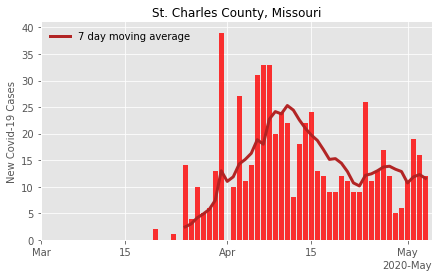 St. Charles County, Missouri
7 day moving average
New Covid-19 Cases
40
35
30
25
20
15
10
5
0
Mar 15 Apr 15 May
2020-May